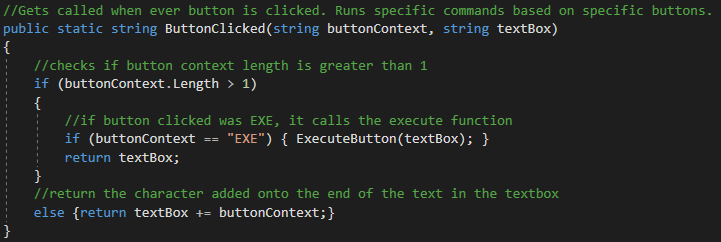 //Gets called when ever button is clicked. Runs specific commands based on specific buttons.
public static string ButtonClicked(string buttonContext, string textBox)
{
    //checks if button context length is greater than 1
    if (buttonContext.Length > 1)
    {
        //if button clicked was EXE, it calls the execute function
        if (buttonContext == "EXE") { ExecuteButton(textBox); }
        return textBox;
    }
    //return the character added onto the end of the text in the textbox
    else {return textBox += buttonContext;}
}